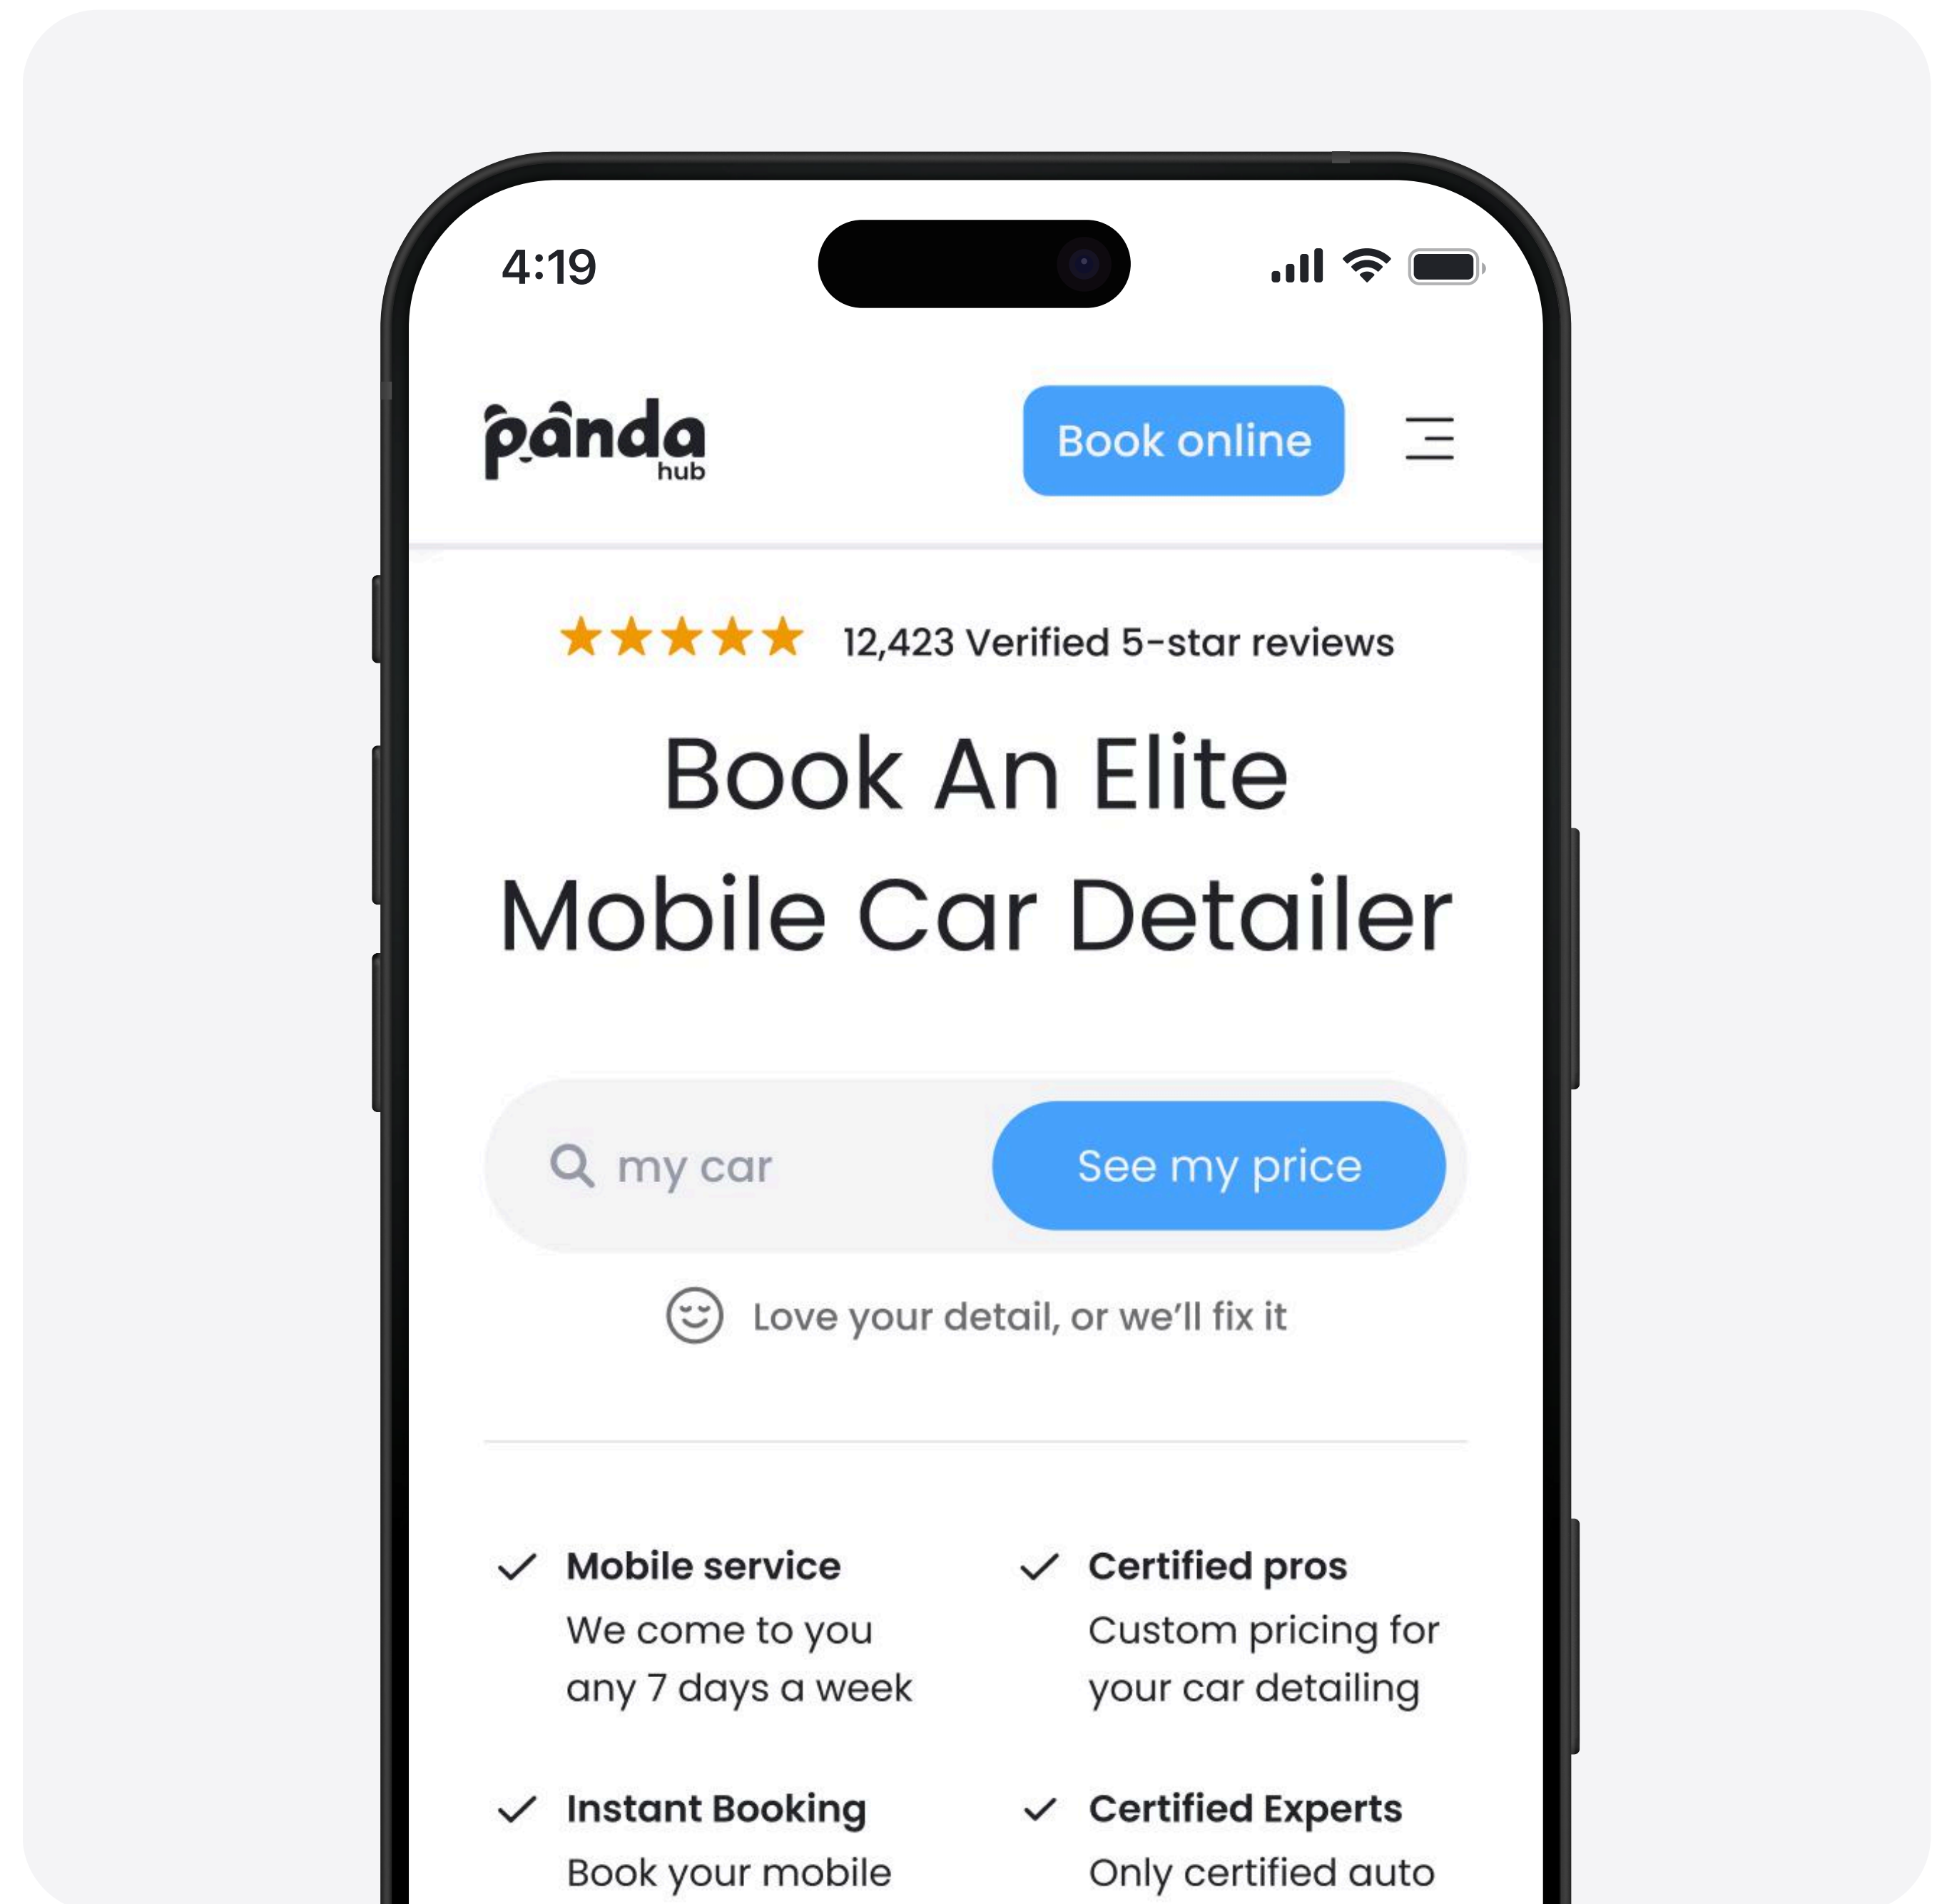 4:19
panda
hub
Book online
12,423 Verified 5-star reviews
Book An Elite
Mobile Car Detailer
my car
See my price
Love your detail, or we’ll fix it
Mobile service
We come to you
any 7 days a week
Certified pros
Custom pricing for
your car detailing
Instant Booking
Book your mobile
Certified Experts
Only certified auto